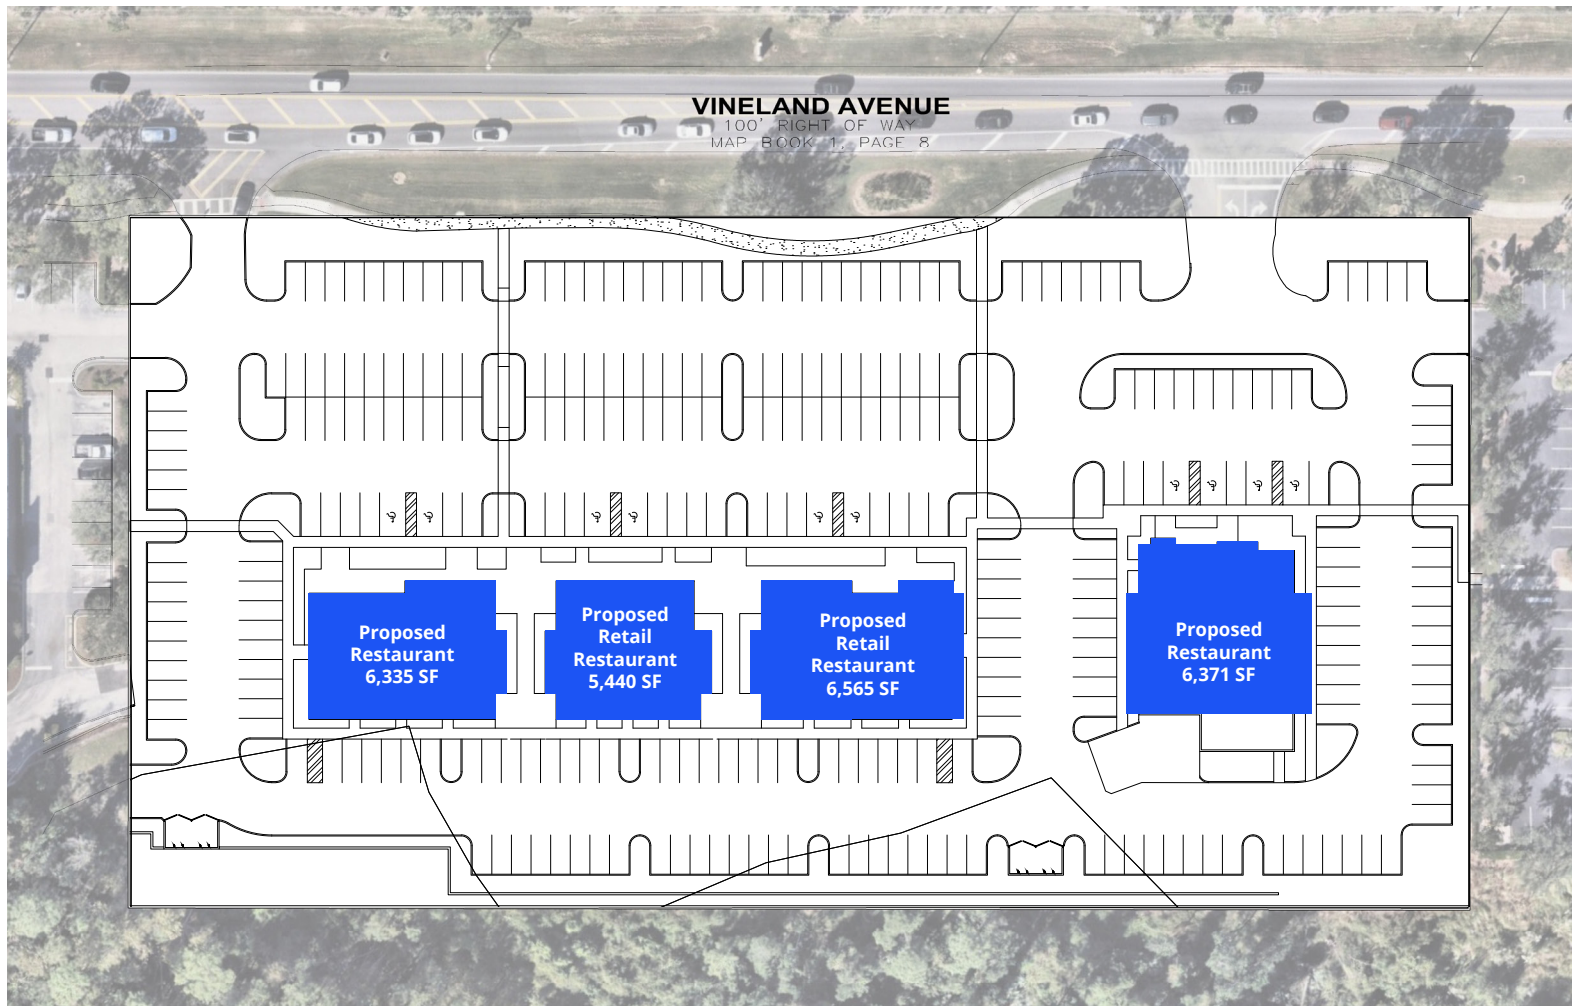 VINELAND AVENUE
100' RIGHT OF WAY
MAP BOOK 1, PAGE 8
Proposed
Restaurant
6,335 SF
Proposed
Retail
Restaurant
5,440 SF
Proposed
Retail
Restaurant
6,565 SF
Proposed
Restaurant
6,371 SF